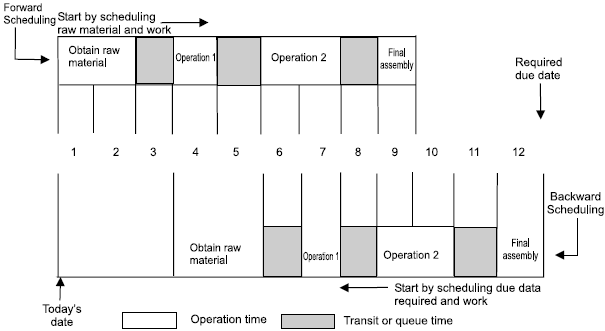 Forward
Scheduling
Start by scheduling
raw material and work
Obtain raw
material
Operation 1
Operation 2
Final
assembly
Required
due date
1 2 3 4 5 6 7 8 9 10 11 12
Backward
Scheduling
Obtain raw
material
Operation 1
Operation 2
Final
assembly
Start by scheduling due data
required and work
Today's
date
Operation time
Transit or queue time